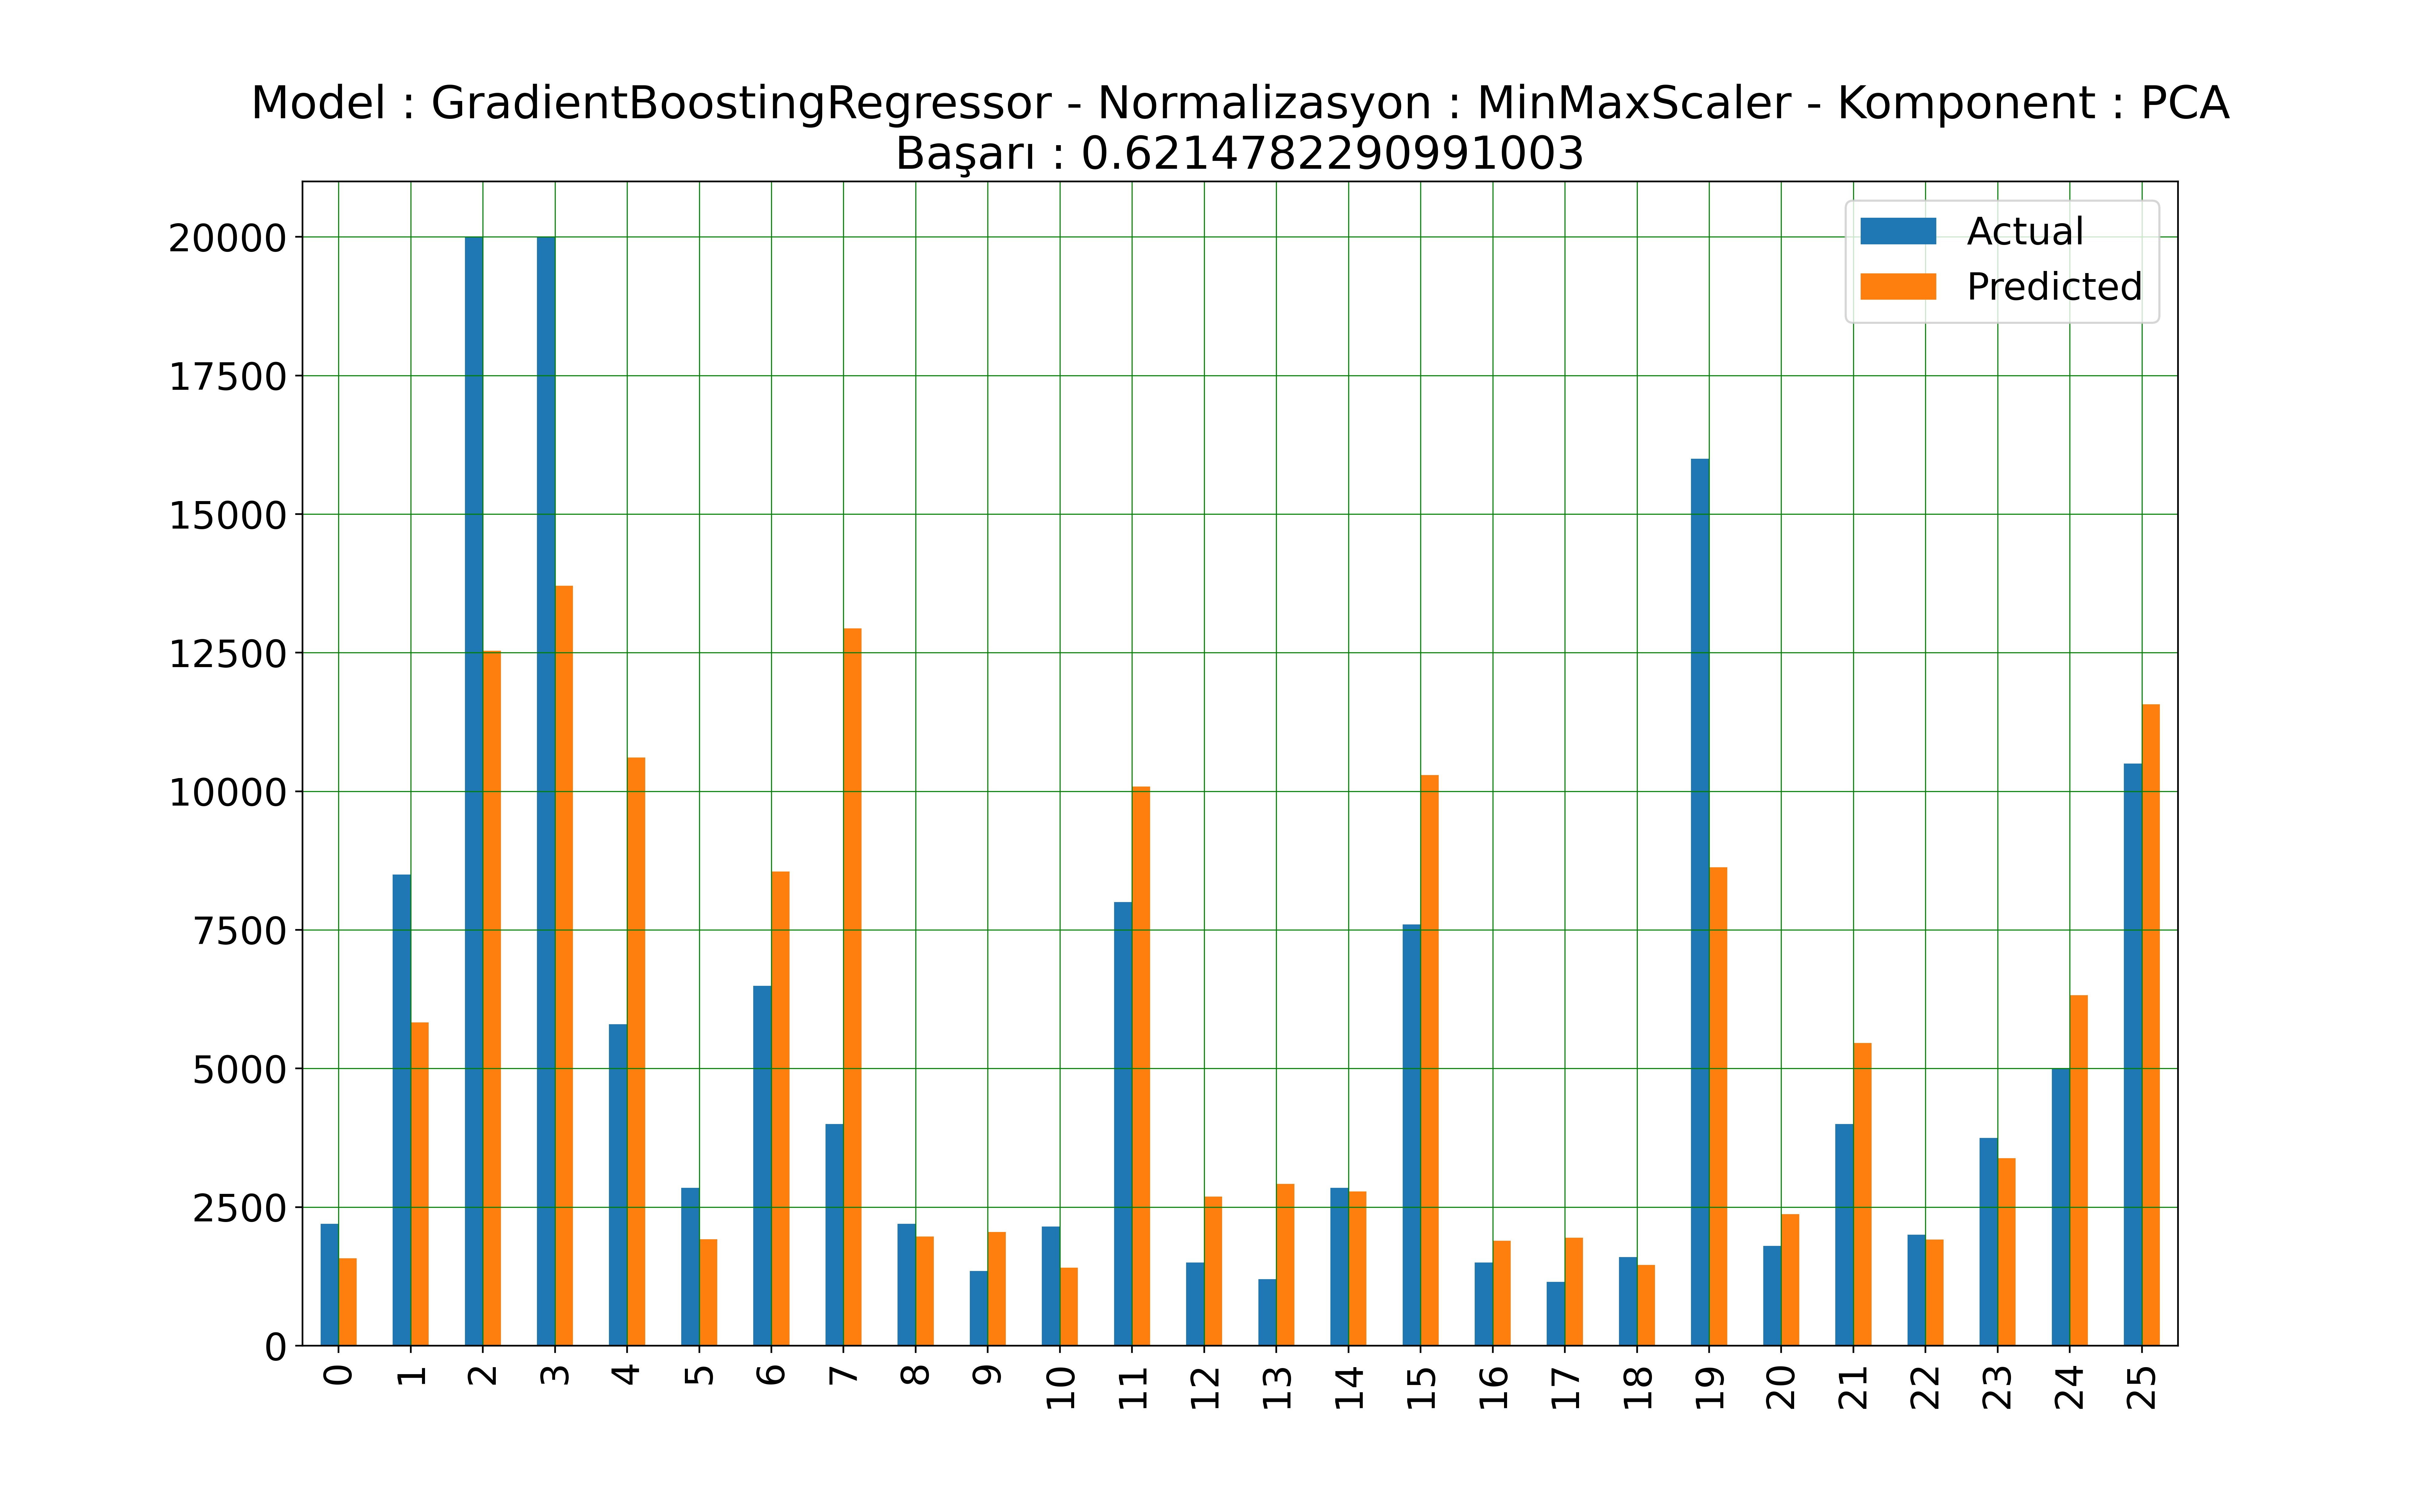 Model : GradientBoostingRegressor - Normalizasyon : MinMaxScaler - Komponent : PCA
Başarı : 0.6214782290991003
Actual
Predicted
20000
17500
15000
12500
10000
7500
5000
2500
0
0 1 2 3 4 5 6 7 8 9 10 11 12 13 14 15 16 17 18 19 20 21 22 23 24 25